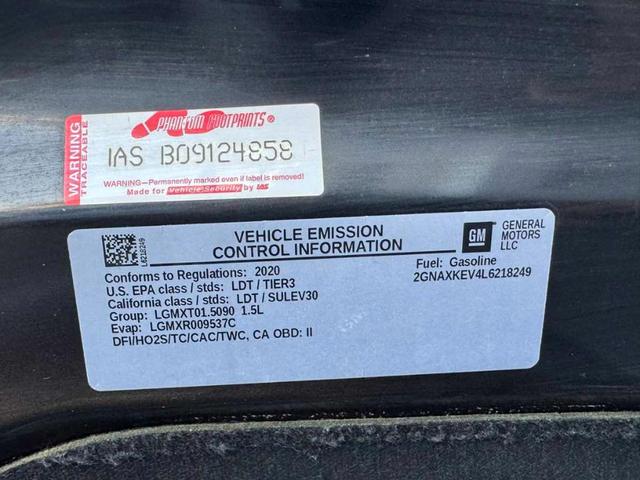 PHANTOM FOOTPRINTS®
WARNING
TRACEABLE
IAS B09124858
WARNING—Permanently marked even if label is removed!
Made for Vehicle Security by IAS
L6218249
VEHICLE EMISSION
CONTROL INFORMATION
GM
GENERAL
MOTORS
LLC
Fuel: Gasoline
2GNAXKEV4L6218249
Conforms to Regulations: 2020
U.S. EPA class / stds: LDT / TIER3
California class / stds: LDT / SULEV30
Group: LGMXT01.5090 1.5L
Evap: LGMXR009537C
DFI/HO2S/TC/CAC/TWC, CA OBD: II